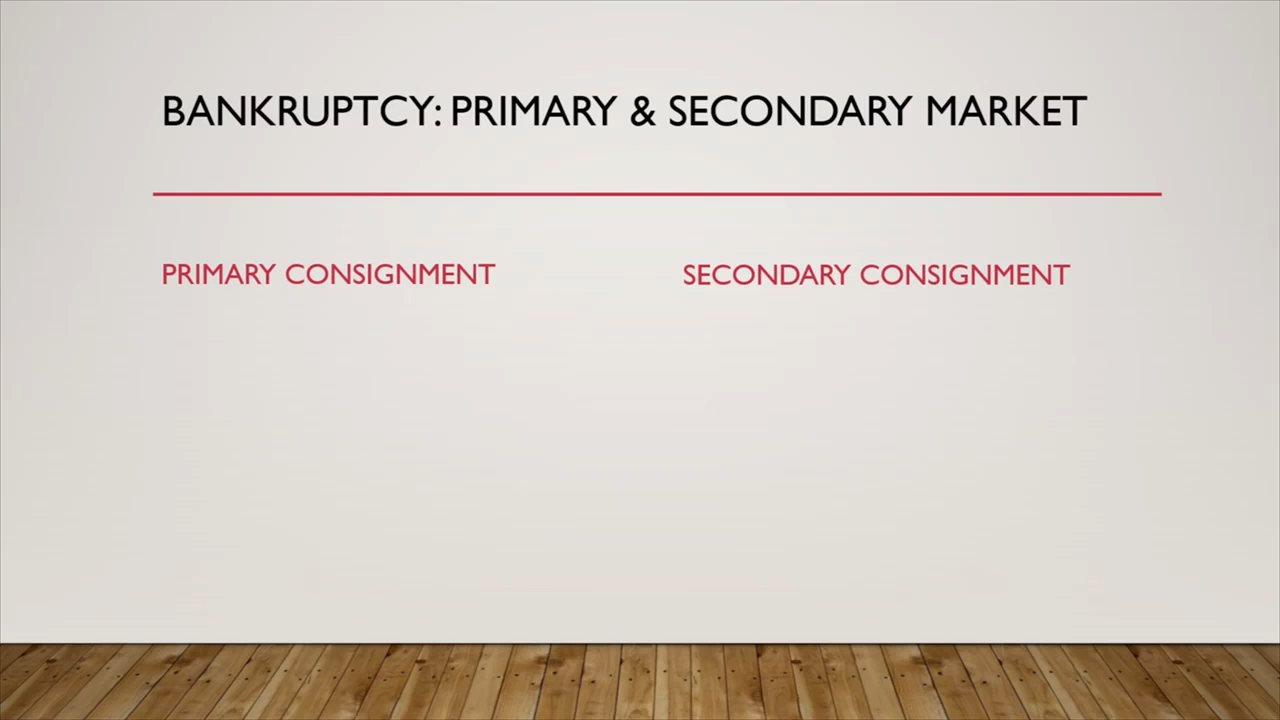 BANKRUPTCY: PRIMARY & SECONDARY MARKET
PRIMARY CONSIGNMENT
SECONDARY CONSIGNMENT